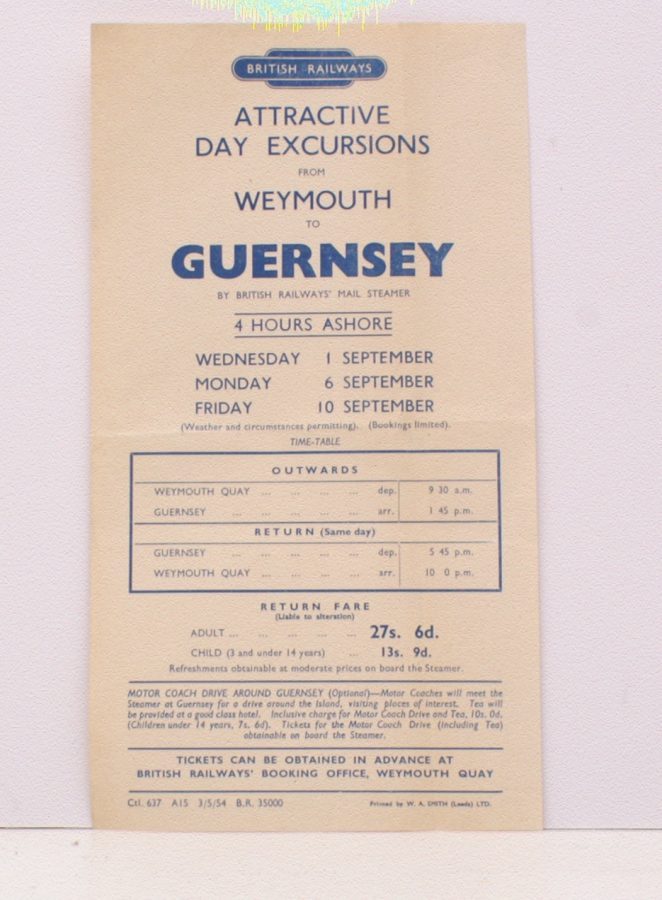 BRITISH RAILWAYS
ATTRACTIVE
DAY EXCURSIONS
FROM
WEYMOUTH
TO
GUERNSEY
BY BRITISH RAILWAYS' MAIL STEAMER
4 HOURS ASHORE
WEDNESDAY 1 SEPTEMBER
MONDAY 6 SEPTEMBER
FRIDAY 10 SEPTEMBER
(Weather and circumstances permitting). (Bookings limited).
TIME-TABLE
OUTWARDS
WEYMOUTH QUAY ... ... ... ... dep. 9 30 a.m.
GUERNSEY ... ... ... ... arr. 1 45 p.m.
RETURN (Same day)
GUERNSEY ... ... ... ... dep. 5 45 p.m.
WEYMOUTH QUAY ... ... ... ... arr. 10 0 p.m.
RETURN FARE
(Liable to alteration)
ADULT ... ... ... ... ... 27s. 6d.
CHILD (3 and under 14 years) ... 13s. 9d.
Refreshments obtainable at moderate prices on board the Steamer.
MOTOR COACH DRIVE AROUND GUERNSEY (Optional)—Motor Coaches will meet the
Steamer at Guernsey for a drive around the Island, visiting places of interest. Tea will
be provided at a good class hotel. Inclusive charge for Motor Coach Drive and Tea, 10s. 0d.
(Children under 14 years, 7s. 6d). Tickets for the Motor Coach Drive (including Tea)
obtainable on board the Steamer.
TICKETS CAN BE OBTAINED IN ADVANCE AT
BRITISH RAILWAYS' BOOKING OFFICE, WEYMOUTH QUAY
Ctl. 637 A15 3/5/54 B.R. 35000
Printed by W. A. SMITH (Leeds) LTD.